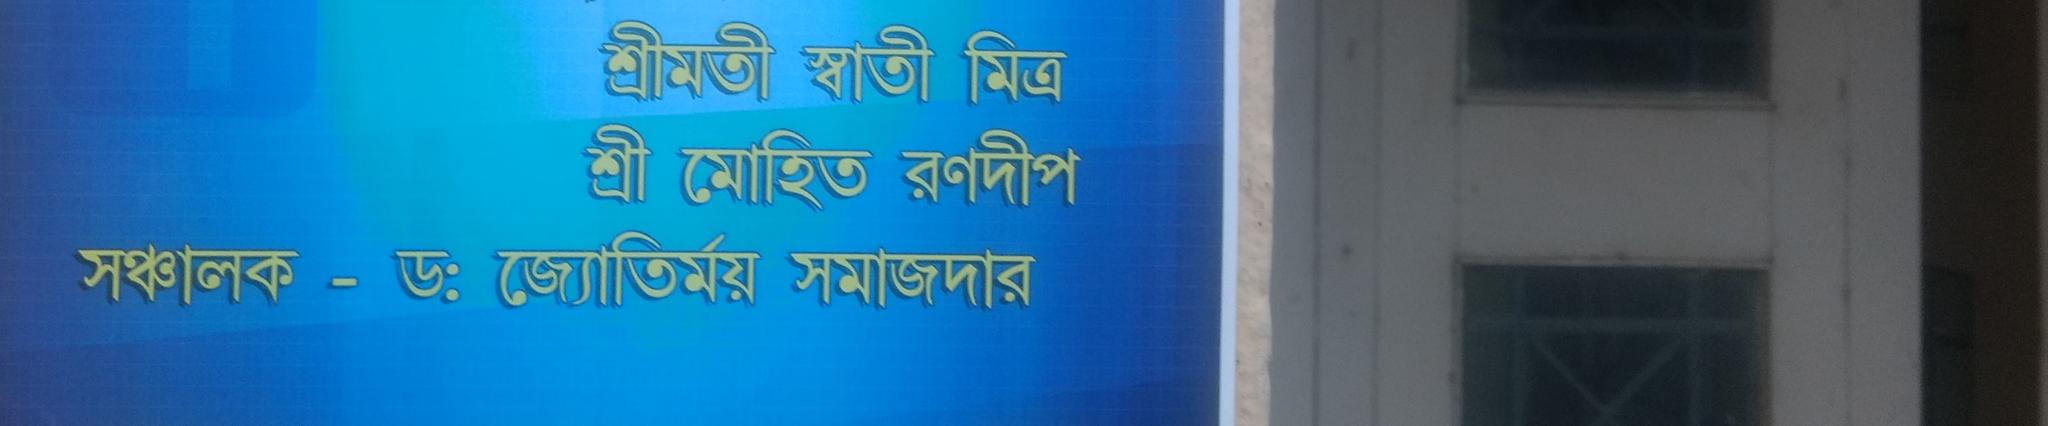 শ্রীমতী স্বাতী মিত্র
শ্রী মোহিত রণদীপ
সঞ্চালক - ড: জ্যোতির্ময় সমাজদার